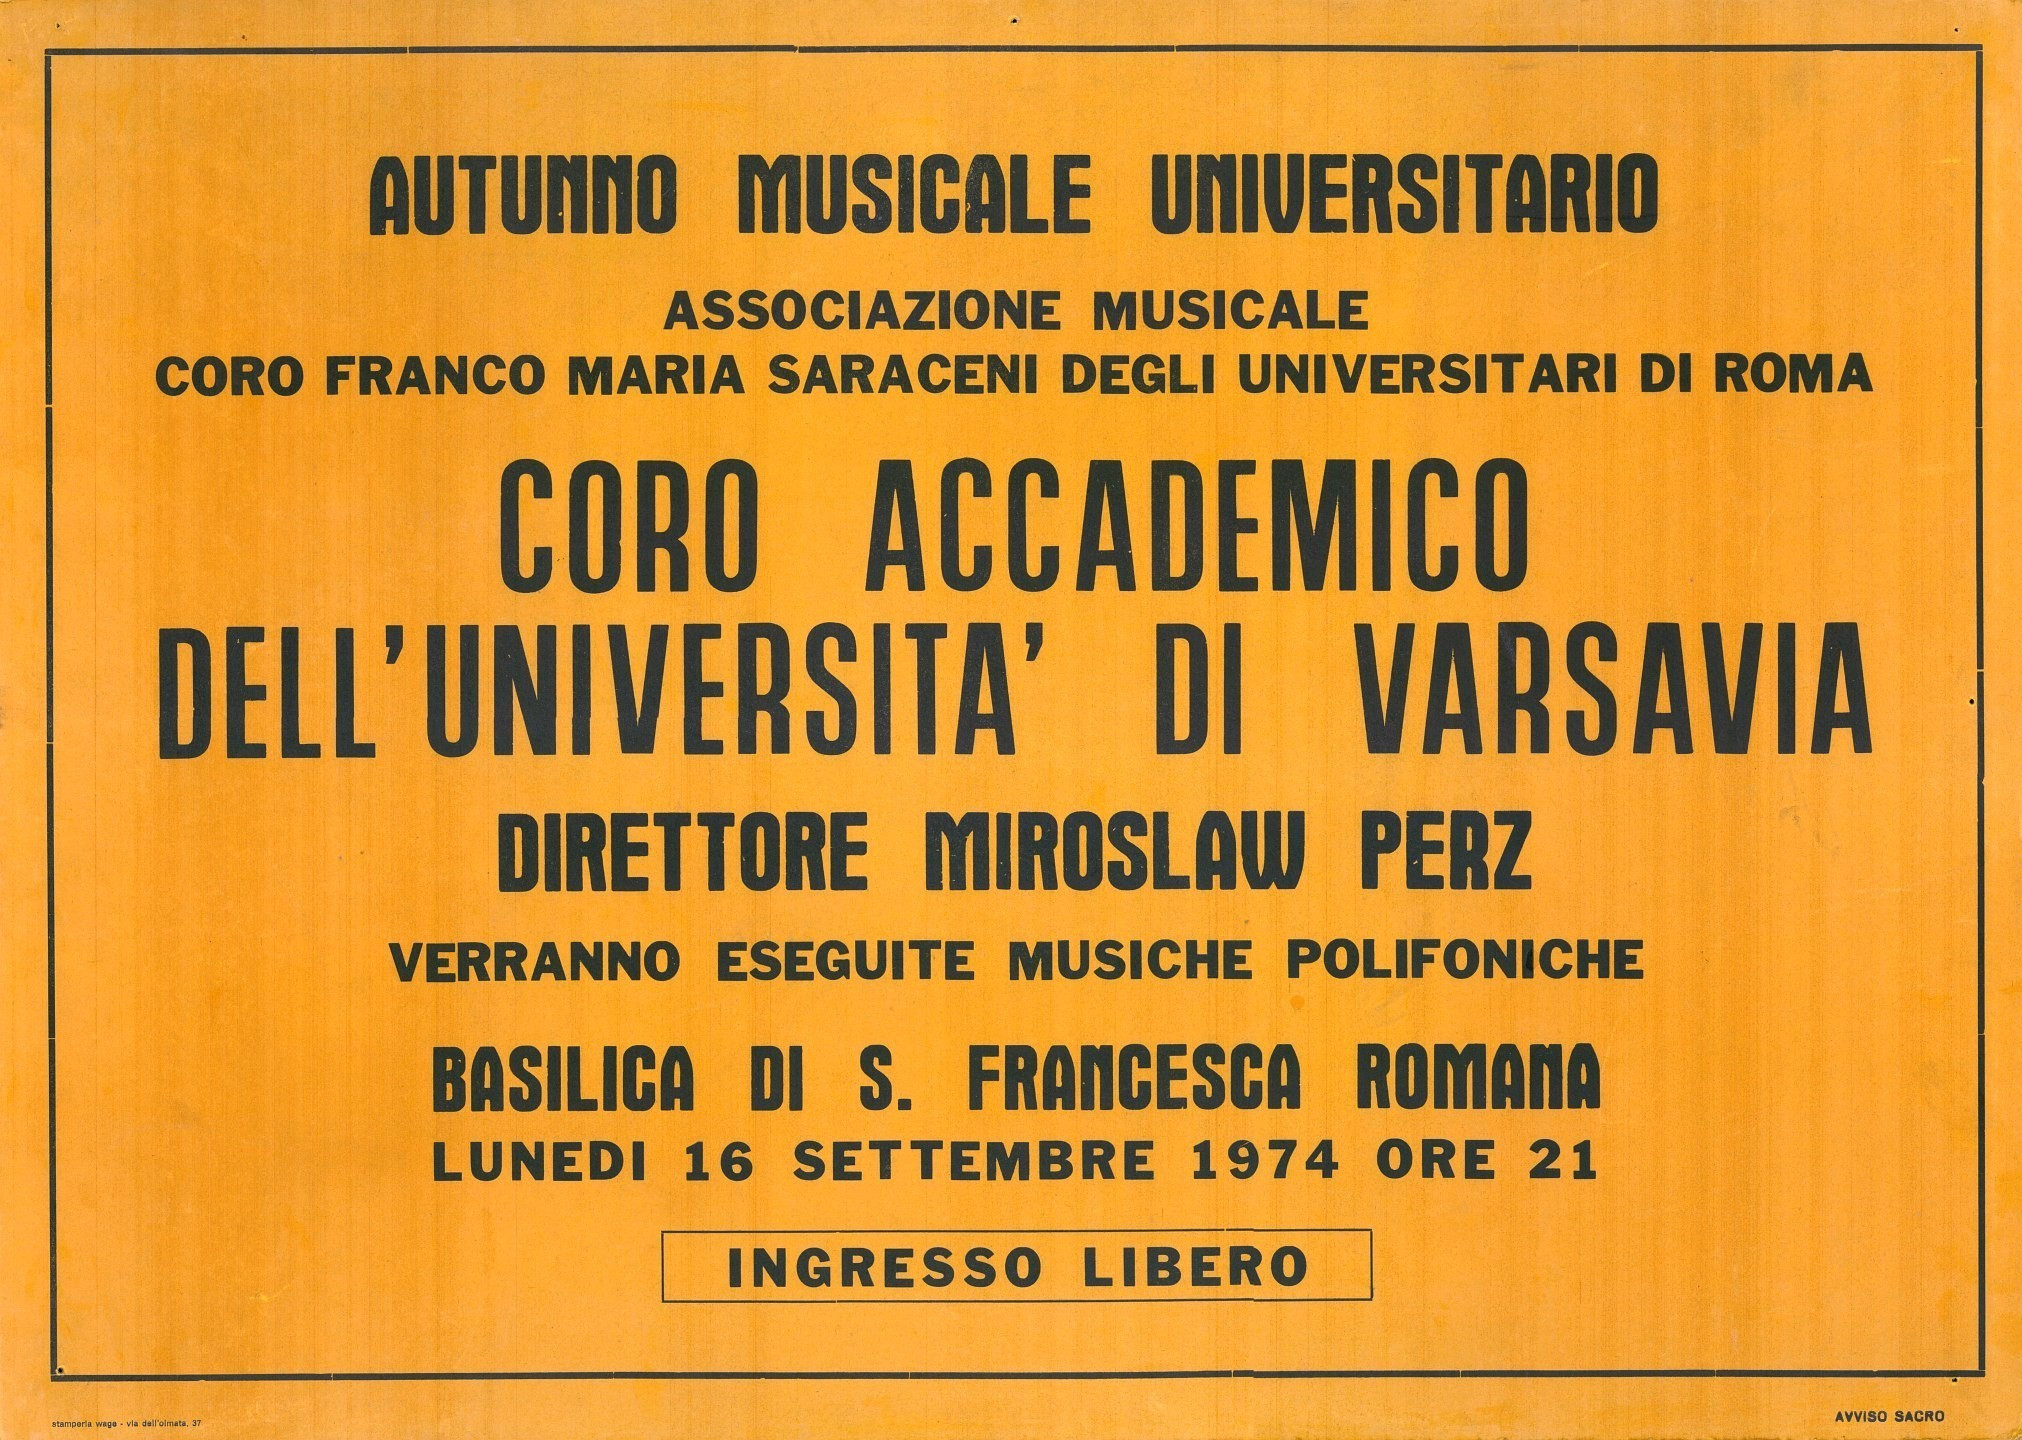 AUTUNNO MUSICALE UNIVERSITARIO
ASSOCIAZIONE MUSICALE
CORO FRANCO MARIA SARACENI DEGLI UNIVERSITARI DI ROMA
CORO ACCADEMICO
DELL'UNIVERSITA' DI VARSAVIA
DIRETTORE MIROSLAW PERZ
VERRANNO ESEGUITE MUSICHE POLIFONICHE
BASILICA DI S. FRANCESCA ROMANA
LUNEDI 16 SETTEMBRE 1974 ORE 21
INGRESSO LIBERO
stamperia wage - via dell'olmata, 37
AVVISO SACRO